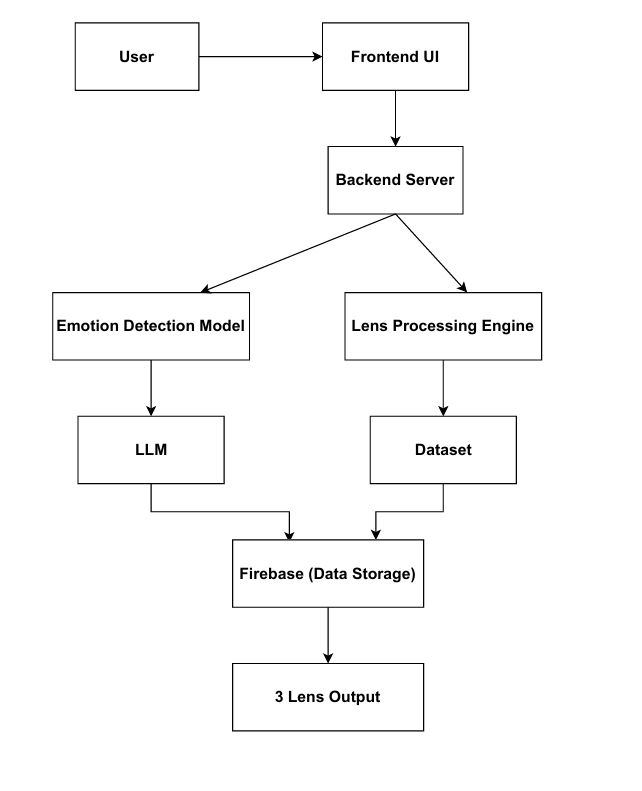 User
Frontend UI
Backend Server
Emotion Detection Model
Lens Processing Engine
LLM
Dataset
Firebase (Data Storage)
3 Lens Output